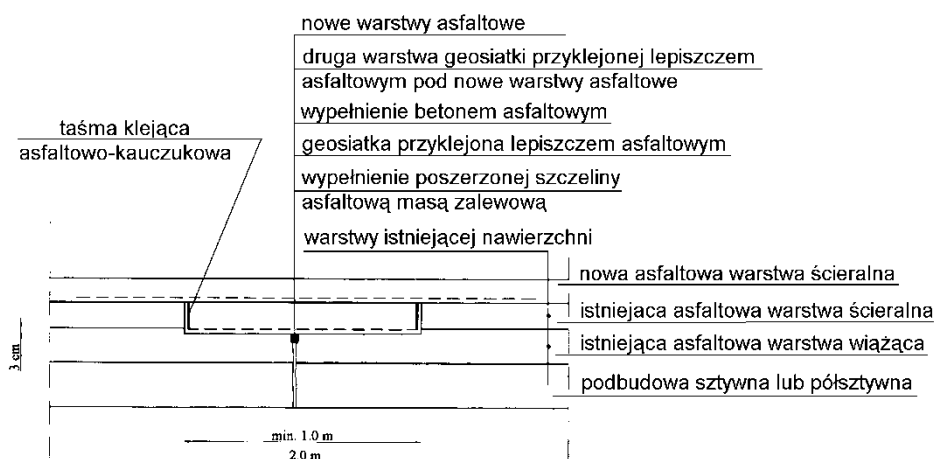 nowe warstwy asfaltowe
druga warstwa geosiatki przyklejonej lepiszczem
asfaltowym pod nowe warstwy asfaltowe
wypełnienie betonem asfaltowym
geosiatka przyklejona lepiszczem asfaltowym
wypełnienie poszerzonej szczeliny
asfaltową masą zalewową
warstwy istniejącej nawierzchni
taśma klejąca
asfaltowo-kauczukowa
nowa asfaltowa warstwa ścieralna
istniejaca asfaltowa warstwa ścieralna
istniejąca asfaltowa warstwa wiążąca
podbudowa sztywna lub półsztywna
3 cm
min. 1.0 m
2.0 m